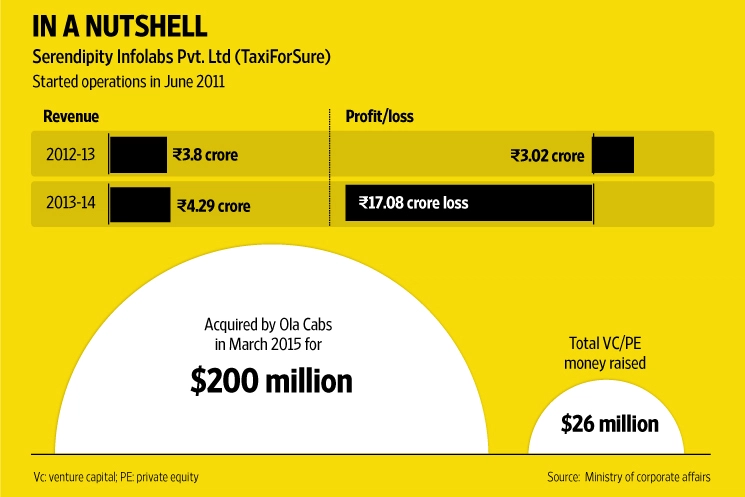 IN A NUTSHELL
Serendipity Infolabs Pvt. Ltd (TaxiForSure)
Started operations in June 2011
Revenue
Profit/loss
2012-13
₹3.8 crore
₹3.02 crore
2013-14
₹4.29 crore
₹17.08 crore loss
Acquired by Ola Cabs
in March 2015 for
$200 million
Total VC/PE
money raised
$26 million
Vc: venture capital; PE: private equity
Source: Ministry of corporate affairs